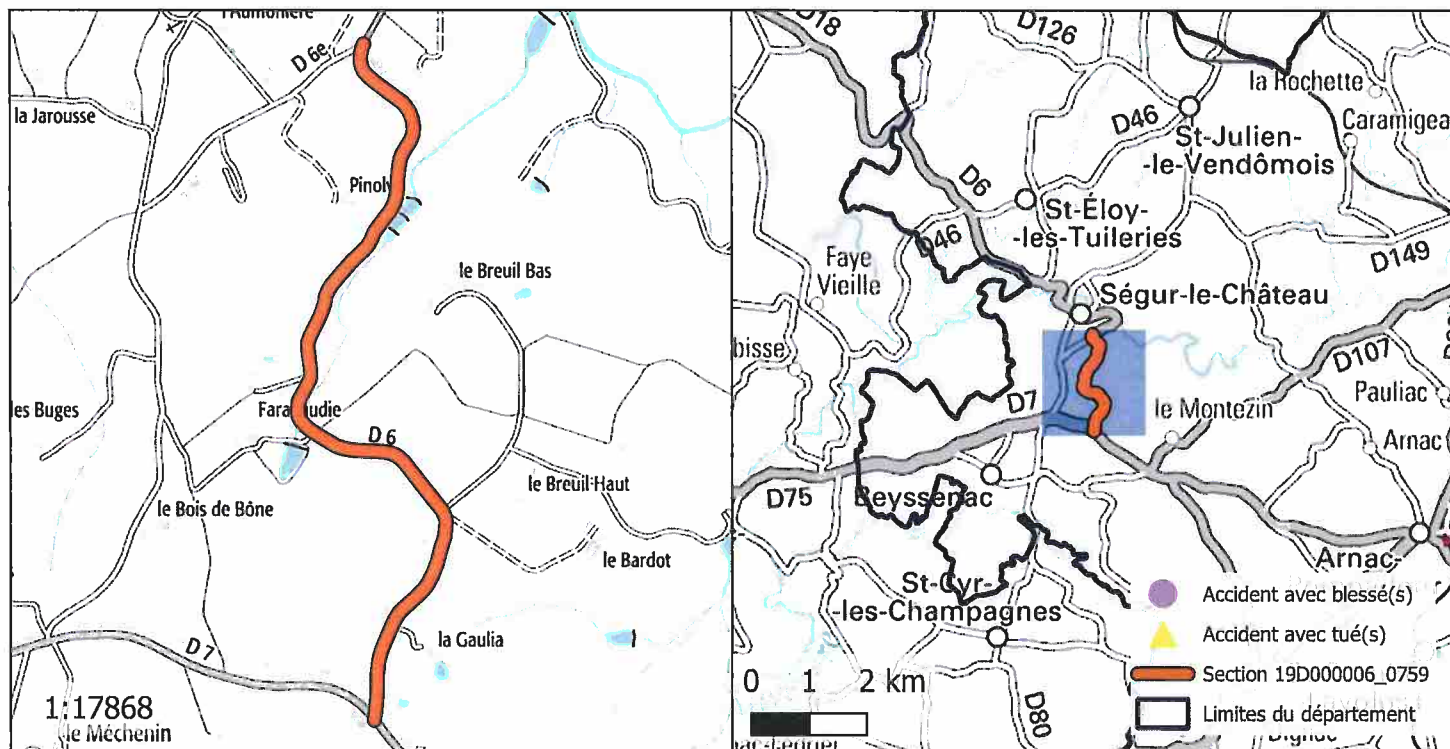 l'Aumonière
D 6e
la Jarousse
Pinoly
le Breuil Bas
les Buges
D 6
le Breuil Haut
le Bois de Bône
le Bardot
la Gaulia
D 7
1:17868
le Méchenin
D18
D126
la Rochette
D46
Caramigea
St-Julien-
-le-Vendômois
D6
St-Éloy-
-les-Tuileries
D46
D149
Faye
Vieille
Ségur-le-Château
bisse
D107
Pauliac
D7
le Montezin
Arnac
D75
Beyssenac
Arnac-
St-Cyr-
-les-Champagnes
D80
0 1 2 km
Accident avec blessé(s)
Accident avec tué(s)
Section 19D000006_0759
Limites du département